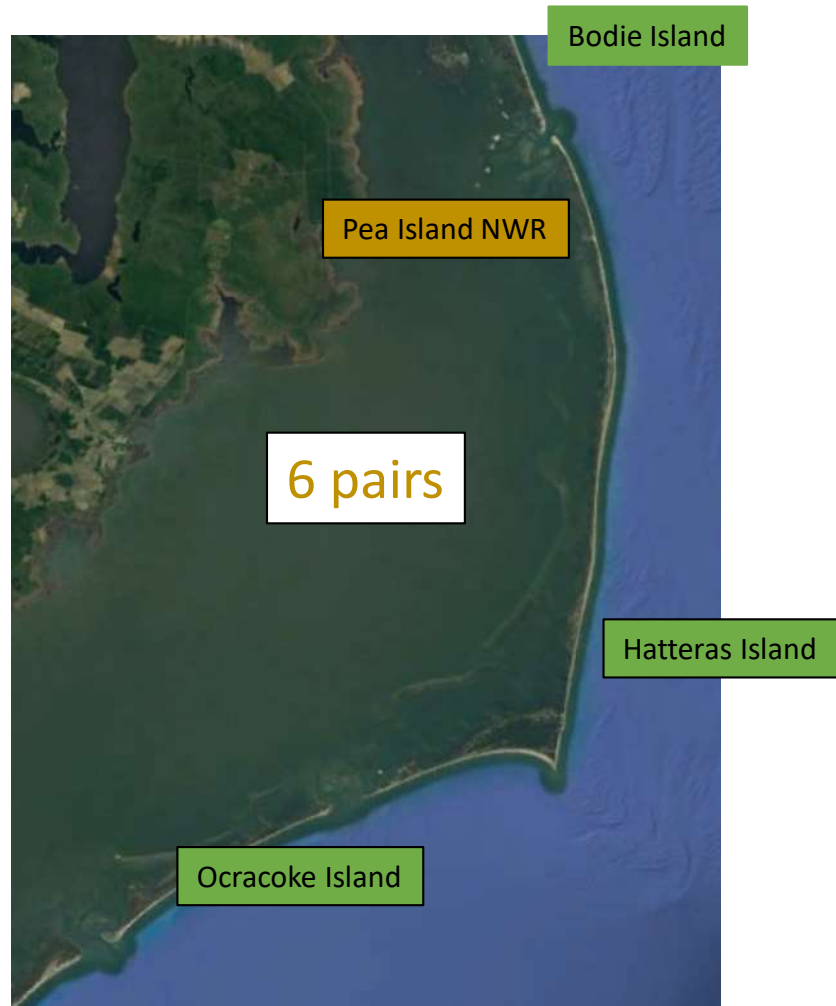 Bodie Island
Pea Island NWR
6 pairs
Hatteras Island
Ocracoke Island